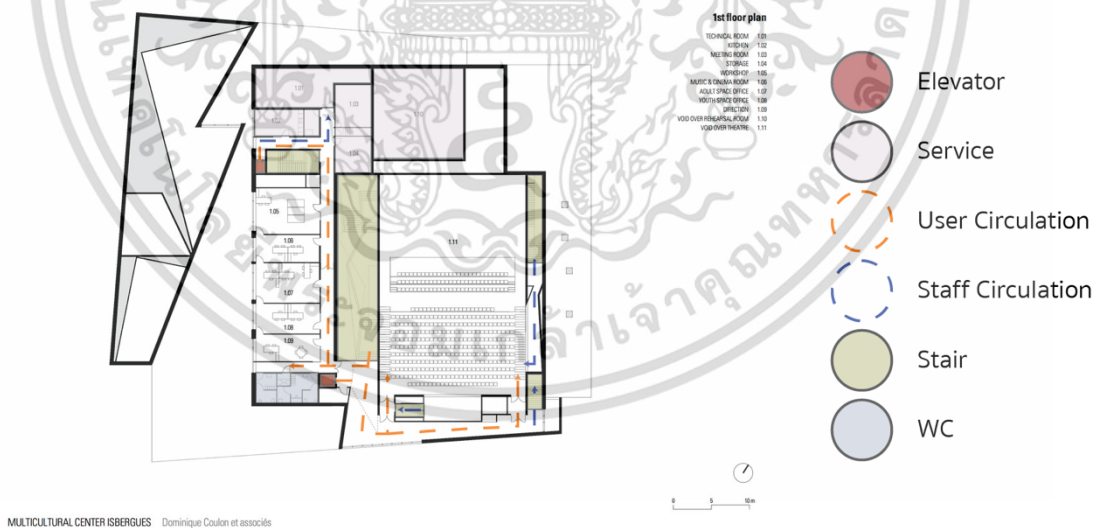 1st floor plan
TECHNICAL ROOM 1.01
KITCHEN 1.02
MEETING ROOM 1.03
STORAGE 1.04
WORKSHOP 1.05
MUSIC & CINEMA ROOM 1.06
ADULT SPACE OFFICE 1.07
YOUTH SPACE OFFICE 1.08
DIRECTION 1.09
VOID OVER REHEARSAL ROOM 1.10
VOID OVER THEATRE 1.11
Elevator
Service
User Circulation
Staff Circulation
Stair
WC
1.01
1.03
1.04
1.05
1.06
1.07
1.08
1.09
1.10
1.11
0 5 10m
MULTICULTURAL CENTER ISBERGUES Dominique Coulon et associés